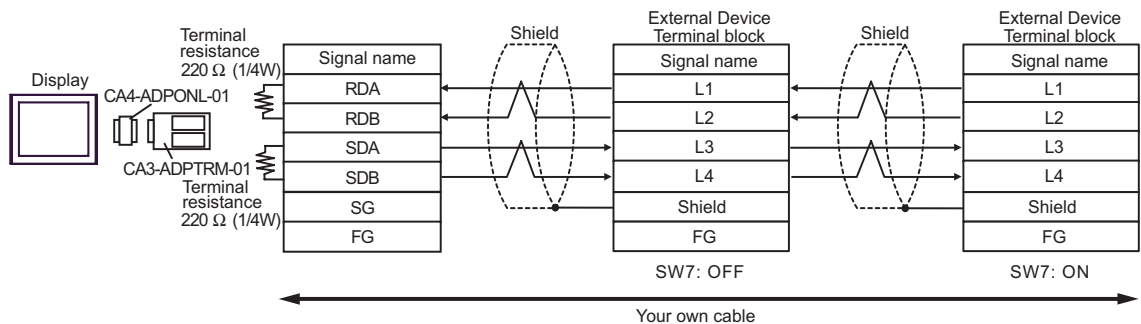 External Device
Terminal block
External Device
Terminal block
Shield
Shield
Terminal
resistance
220 Ω (1/4W)
Display
CA4-ADPONL-01
CA3-ADPTRM-01
Terminal
resistance
220 Ω (1/4W)
Signal name
RDA
RDB
SDA
SDB
SG
FG
Signal name
L1
L2
L3
L4
Shield
FG
SW7: OFF
Signal name
L1
L2
L3
L4
Shield
FG
SW7: ON
Your own cable